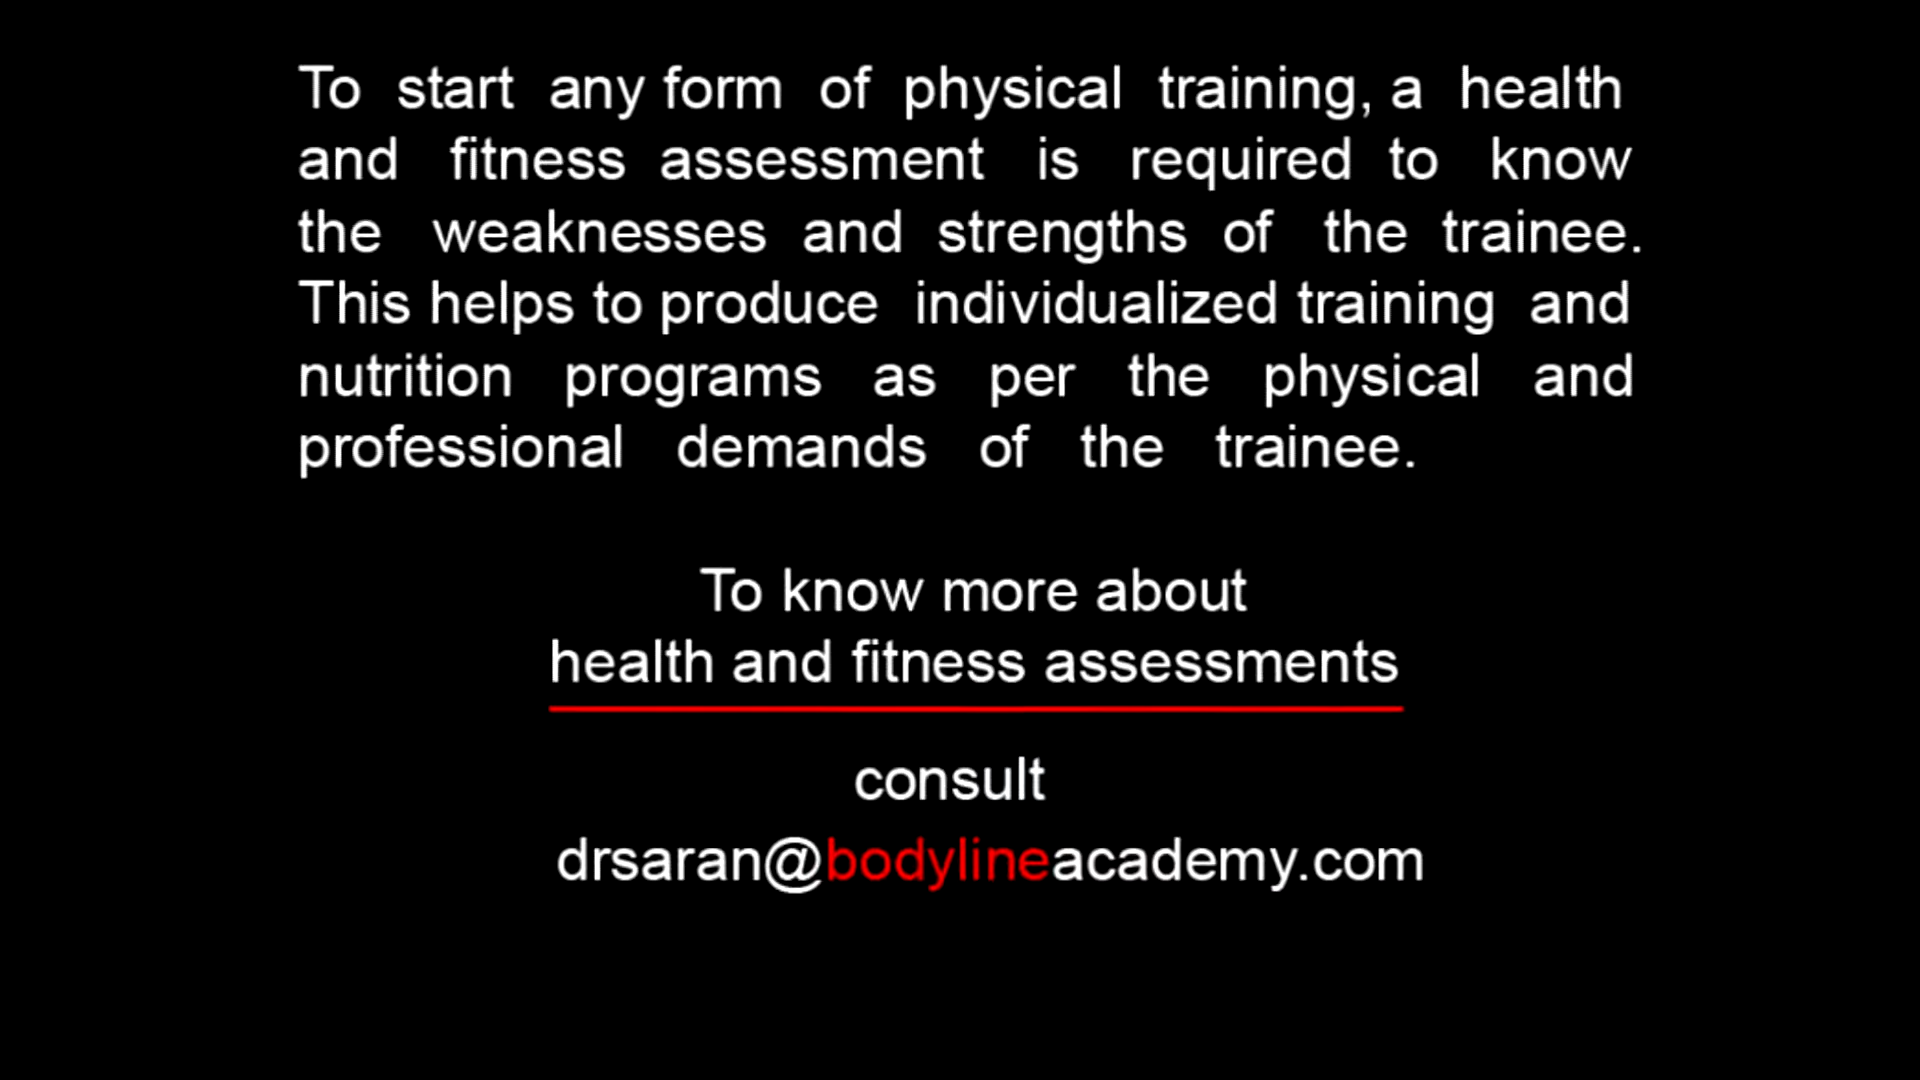 To start any form of physical training, a health
and fitness assessment is required to know
the weaknesses and strengths of the trainee.
This helps to produce individualized training and
nutrition programs as per the physical and
professional demands of the trainee.
To know more about
health and fitness assessments
consult
drsaran@bodylineacademy.com